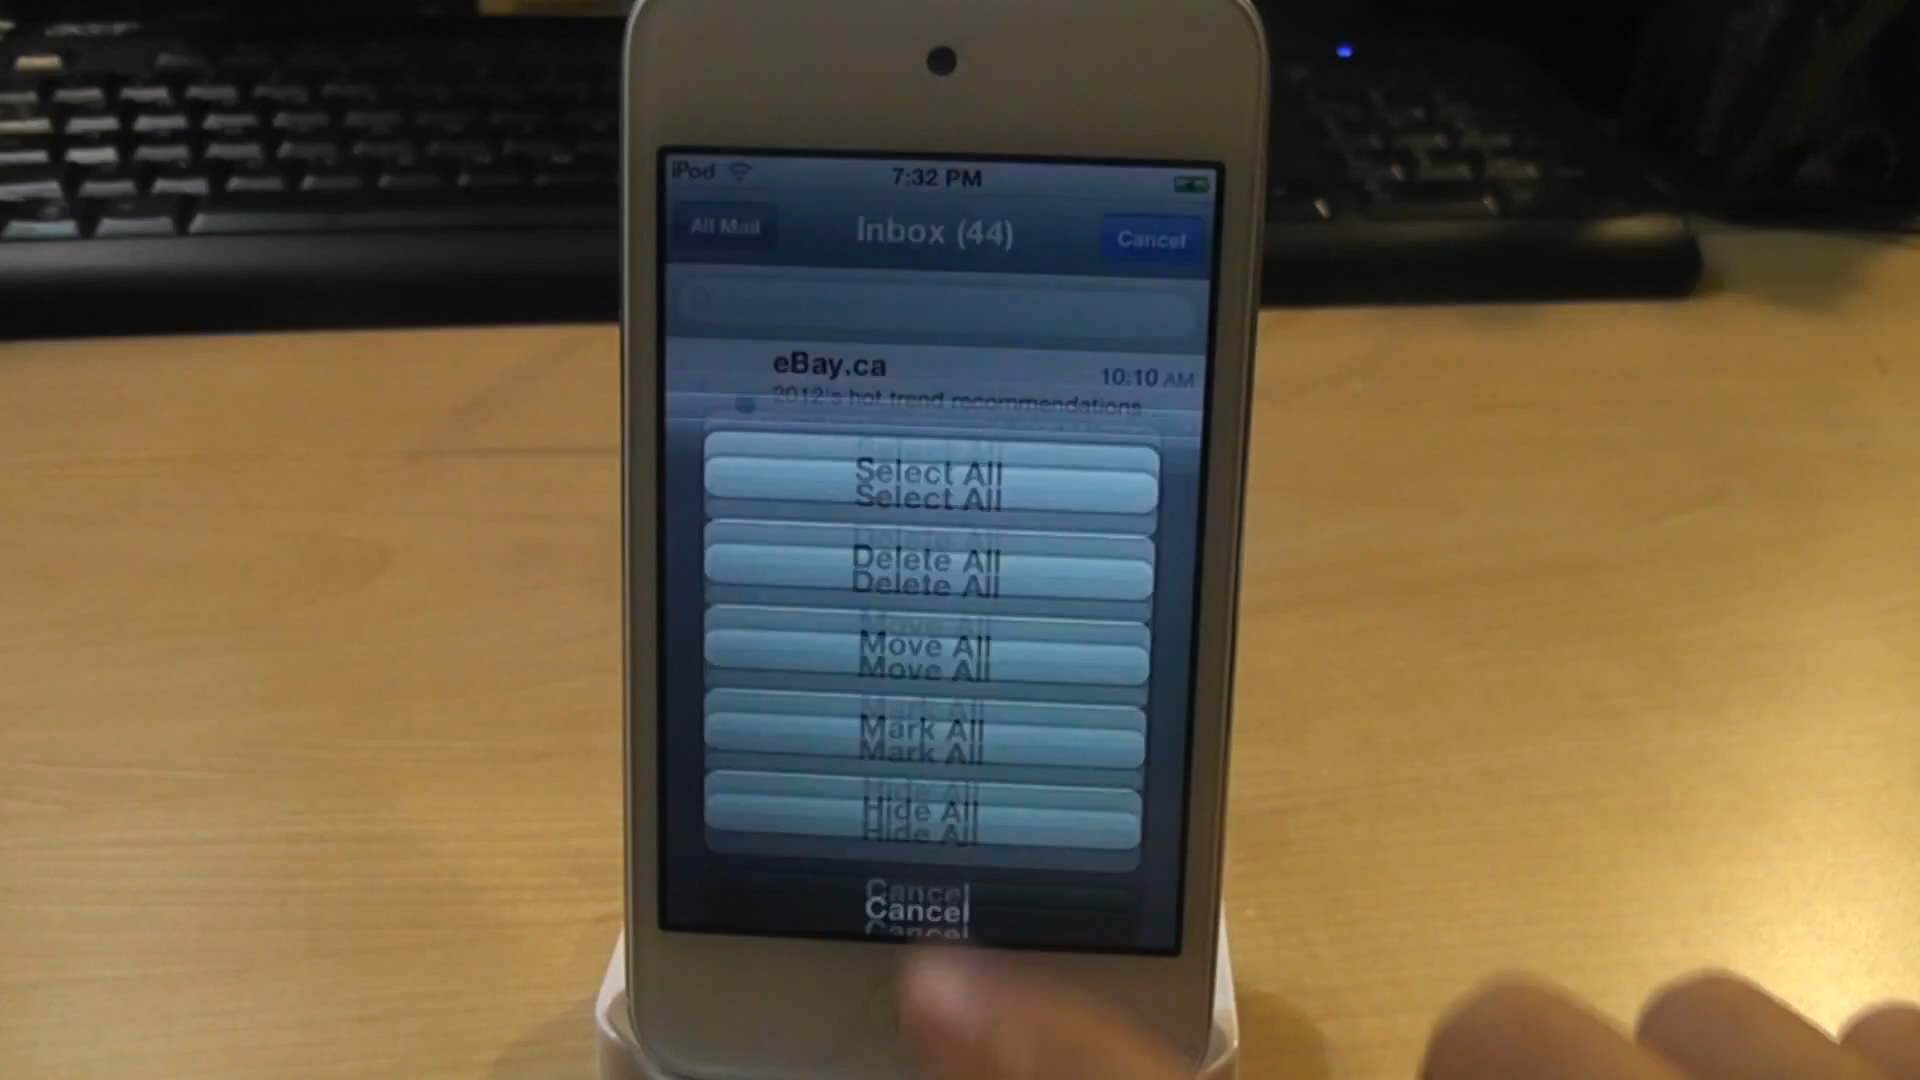 iPod
7:32 PM
All Mail
Inbox (44)
Cancel
eBay.ca
10:10 AM
2012's hot trend recommendations
Select All
Delete All
Move All
Mark All
Hide All
Cancel